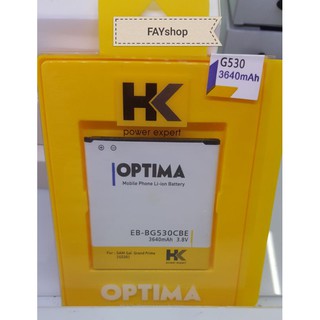 FAYshop
G530
3640mAh
HK
power expert
OPTIMA
Mobile Phone Li-ion Battery
EB-BG530CBE
3640mAh 3.8V
HK
OPTIMA